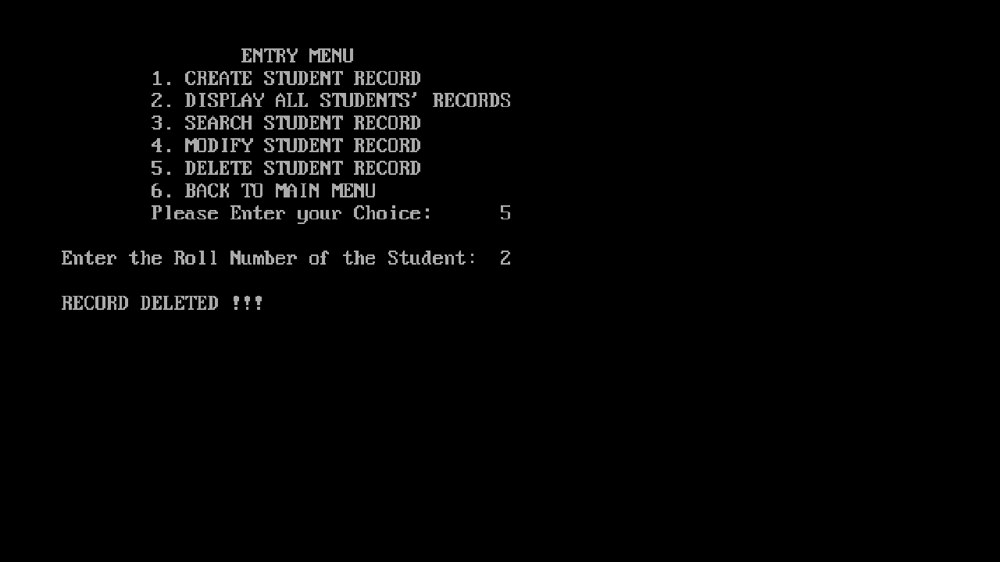 ENTRY MENU
1. CREATE STUDENT RECORD
2. DISPLAY ALL STUDENTS' RECORDS
3. SEARCH STUDENT RECORD
4. MODIFY STUDENT RECORD
5. DELETE STUDENT RECORD
6. BACK TO MAIN MENU
Please Enter your Choice: 5
Enter the Roll Number of the Student: 2
RECORD DELETED !!!